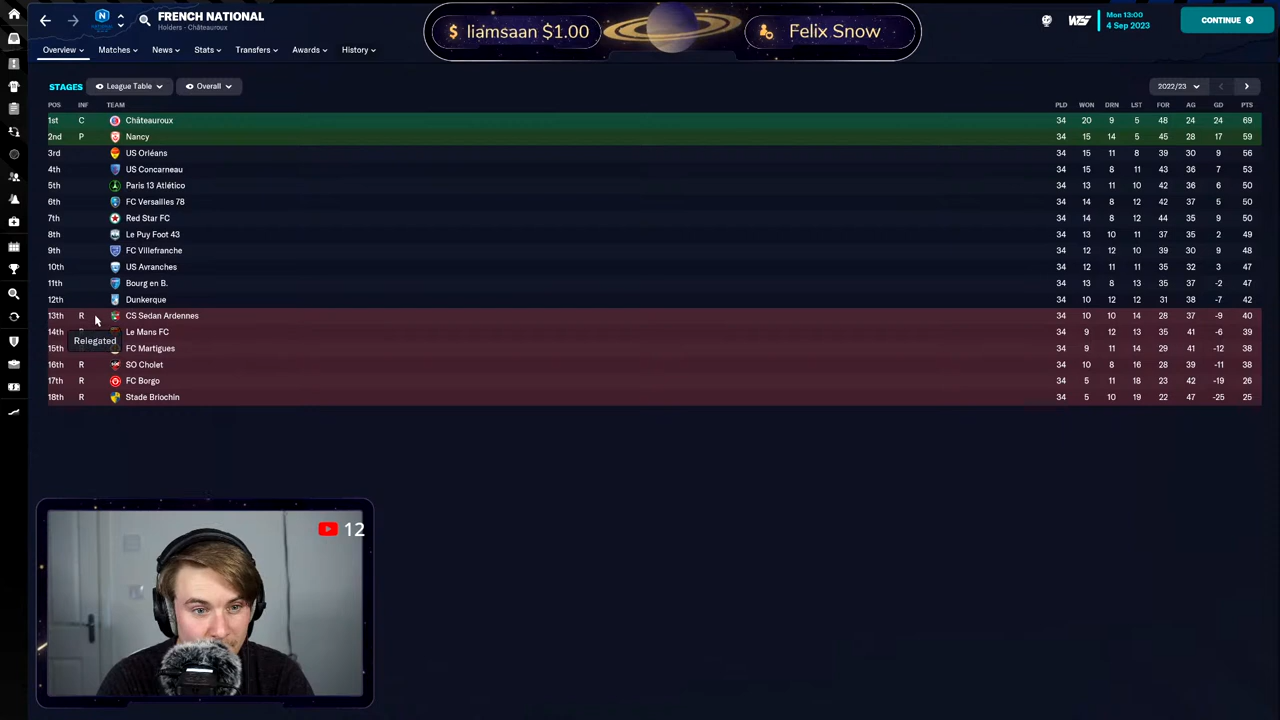 FRENCH NATIONAL
Holders - Châteauroux
$ liamsaan $1.00
Felix Snow
Mon 13:00
4 Sep 2023
CONTINUE
Overview Matches News Stats Transfers Awards History
STAGES League Table Overall 2022/23
POS INF TEAM PLD WON DRN LST FOR AG GD PTS
1st C Châteauroux 34 20 9 5 48 24 24 69
2nd P Nancy 34 15 14 5 45 28 17 59
3rd US Orléans 34 15 11 8 39 30 9 56
4th US Concarneau 34 15 8 11 43 36 7 53
5th Paris 13 Atlético 34 13 11 10 42 36 6 50
6th FC Versailles 78 34 14 8 12 42 37 5 50
7th Red Star FC 34 14 8 12 44 35 9 50
8th Le Puy Foot 43 34 13 10 11 37 35 2 49
9th FC Villefranche 34 12 12 10 39 30 9 48
10th US Avranches 34 12 11 11 35 32 3 47
11th Bourg en B. 34 13 8 13 35 37 -2 47
12th Dunkerque 34 10 12 12 31 38 -7 42
13th R CS Sedan Ardennes 34 10 10 14 28 37 -9 40
14th Le Mans FC 34 9 12 13 35 41 -6 39
Relegated
15th FC Martigues 34 9 11 14 29 41 -12 38
16th R SO Cholet 34 10 8 16 28 39 -11 38
17th R FC Borgo 34 5 11 18 23 42 -19 26
18th R Stade Briochin 34 5 10 19 22 47 -25 25
12